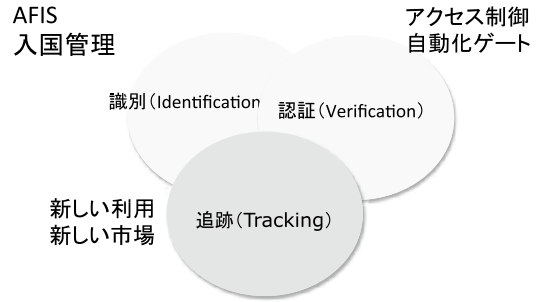 AFIS
入国管理
アクセス制御
自動化ゲート
識別（Identification
認証（Verification）
新しい利用
新しい市場
追跡（Tracking）